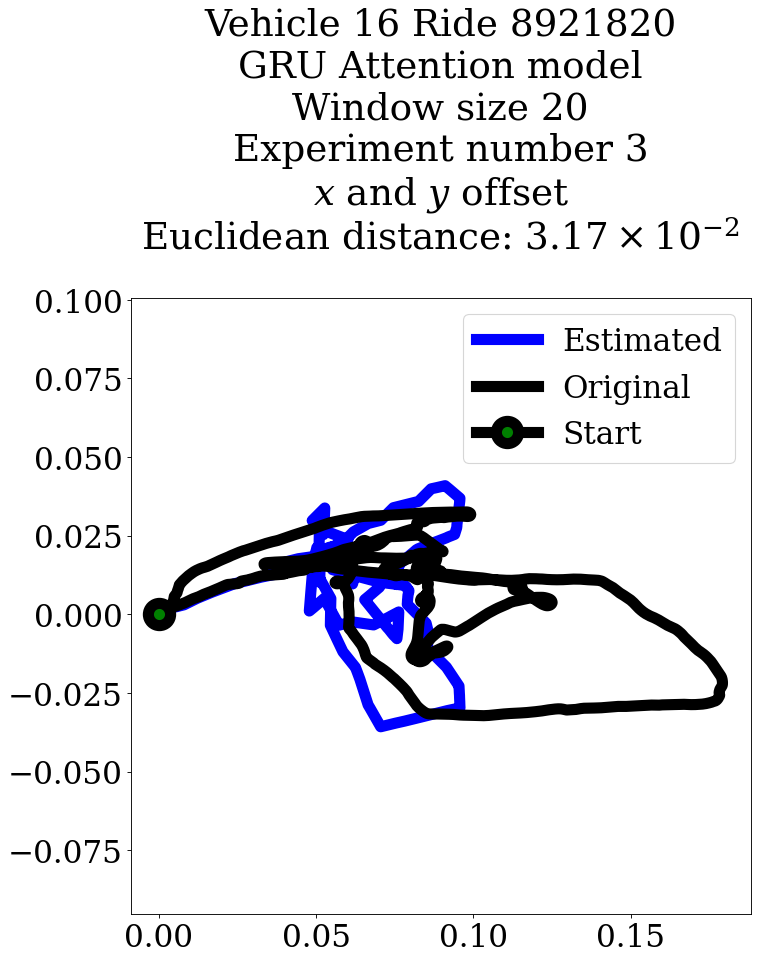 Vehicle 16 Ride 8921820
GRU Attention model
Window size 20
Experiment number 3
x and y offset
Euclidean distance: 3.17 × 10⁻²
0.100
0.075
0.050
0.025
0.000
−0.025
−0.050
−0.075
Estimated
Original
Start
0.00 0.05 0.10 0.15